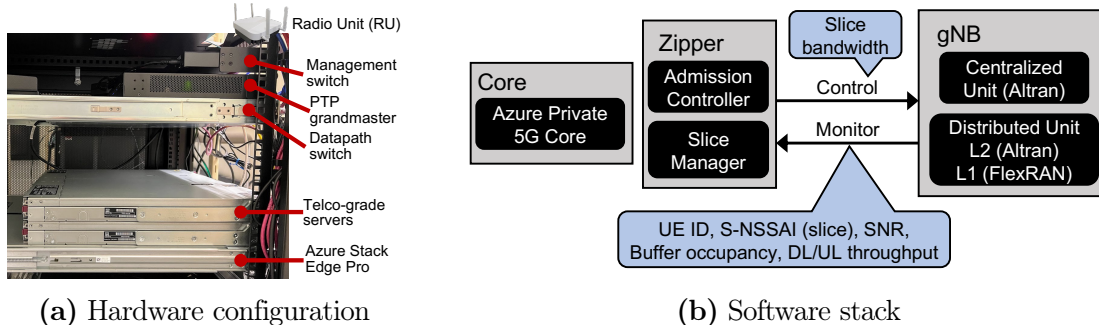 Radio Unit (RU)
Management
switch
PTP
grandmaster
Datapath
switch
Telco-grade
servers
Azure Stack
Edge Pro
(a) Hardware configuration
Core
Azure Private
5G Core
Zipper
Admission
Controller
Slice
Manager
Slice
bandwidth
Control
Monitor
gNB
Centralized
Unit (Altran)
Distributed Unit
L2 (Altran)
L1 (FlexRAN)
UE ID, S-NSSAI (slice), SNR,
Buffer occupancy, DL/UL throughput
(b) Software stack